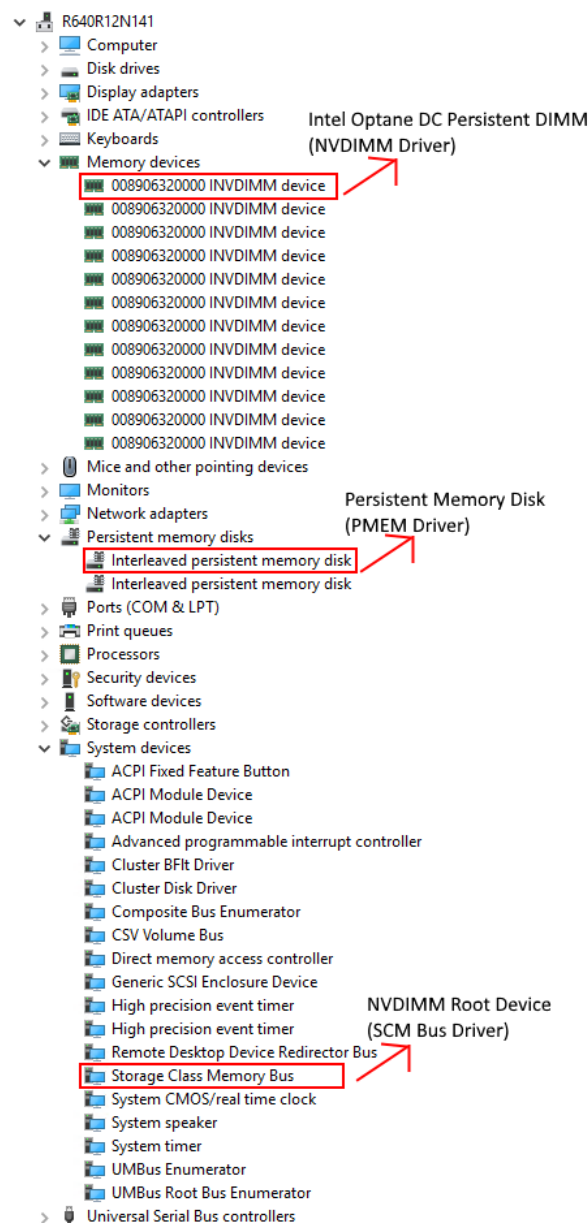 R640R12N141
Computer
Disk drives
Display adapters
IDE ATA/ATAPI controllers
Intel Optane DC Persistent DIMM
(NVDIMM Driver)
Keyboards
Memory devices
008906320000 INVDIMM device
008906320000 INVDIMM device
008906320000 INVDIMM device
008906320000 INVDIMM device
008906320000 INVDIMM device
008906320000 INVDIMM device
008906320000 INVDIMM device
008906320000 INVDIMM device
008906320000 INVDIMM device
008906320000 INVDIMM device
008906320000 INVDIMM device
008906320000 INVDIMM device
Mice and other pointing devices
Monitors
Network adapters
Persistent Memory Disk
(PMEM Driver)
Persistent memory disks
Interleaved persistent memory disk
Interleaved persistent memory disk
Ports (COM & LPT)
Print queues
Processors
Security devices
Software devices
Storage controllers
System devices
ACPI Fixed Feature Button
ACPI Module Device
ACPI Module Device
Advanced programmable interrupt controller
Cluster BFlt Driver
Cluster Disk Driver
Composite Bus Enumerator
CSV Volume Bus
Direct memory access controller
Generic SCSI Enclosure Device
High precision event timer
High precision event timer
NVDIMM Root Device
(SCM Bus Driver)
Remote Desktop Device Redirector Bus
Storage Class Memory Bus
System CMOS/real time clock
System speaker
System timer
UMBus Enumerator
UMBus Root Bus Enumerator
Universal Serial Bus controllers